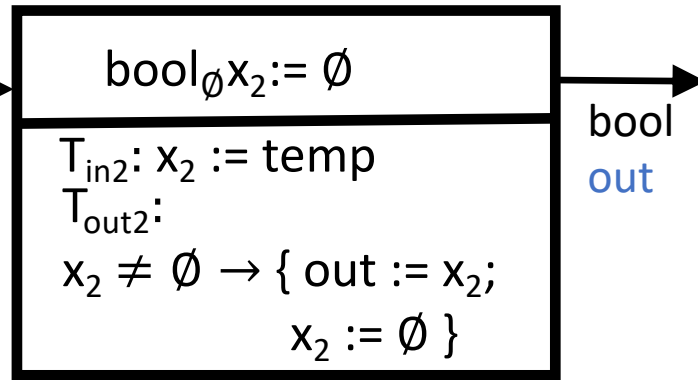 bool∅x₂:= ∅
Tᵢₙ₂: x₂ := temp
Tₒᵤₜ₂:
x₂ ≠ ∅ → { out := x₂;
x₂ := ∅ }
bool
out